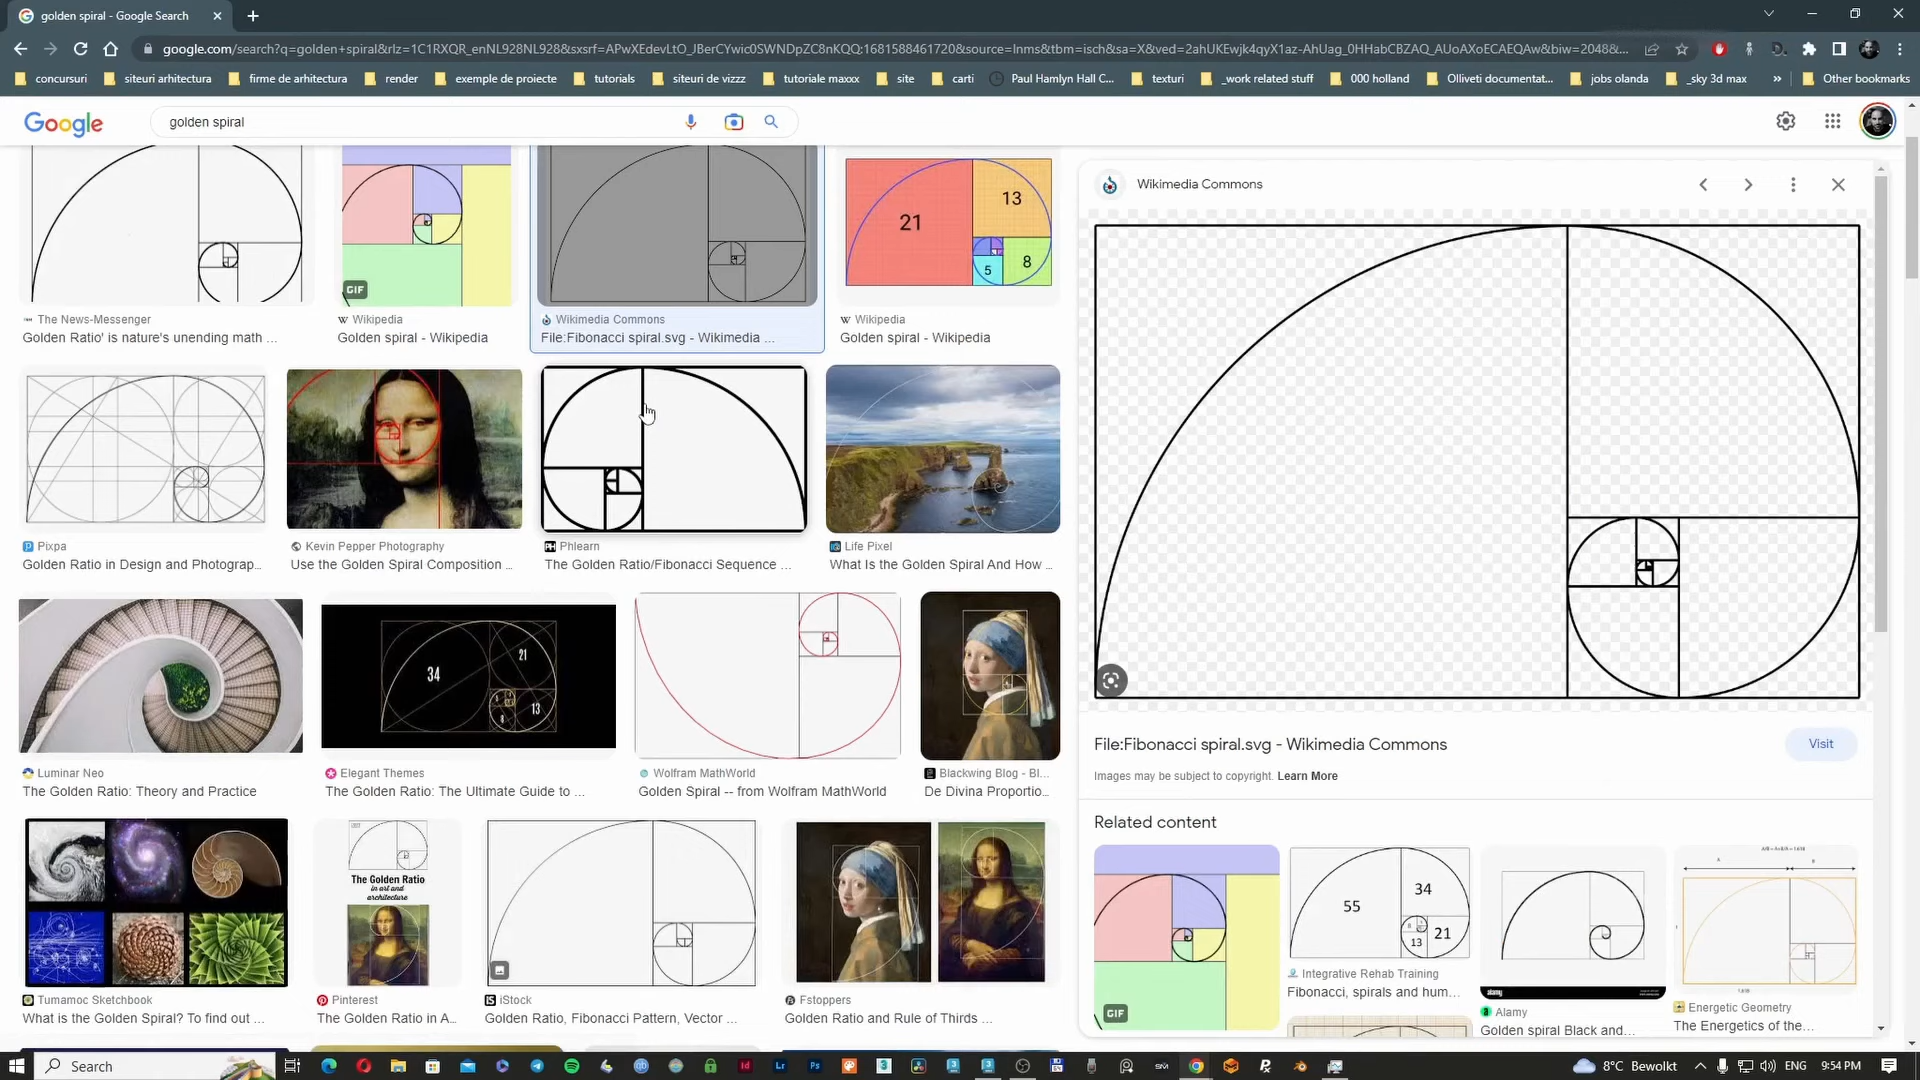 golden spiral - Google Search
google.com/search?q=golden+spiral&rlz=1C1RXQR_enNL928NL928&sxsrf=APwXEdevLtO_JBerCYwic0SWNDpZC8nKQQ:1681588461720&source=lnms&tbm=isch&sa=X&ved=2ahUKEwjk4qyX1az-AhUag_0HHabCBZAQ_AUoAXoECAEQAw&biw=2048&...
concursuri
siteuri arhitectura
firme de arhitectura
render
exemple de proiecte
tutorials
siteuri de vizzz
tutoriale maxxx
site
carti
Paul Hamlyn Hall C...
texturi
_work related stuff
000 holland
Olliveti documentat...
jobs olanda
_sky 3d max
»
Other bookmarks
Google
golden spiral
GIF
21
13
8
5
The News-Messenger
Golden Ratio' is nature's unending math ...
Wikipedia
Golden spiral - Wikipedia
Wikimedia Commons
File:Fibonacci spiral.svg - Wikimedia ...
Wikipedia
Golden spiral - Wikipedia
Pixpa
Golden Ratio in Design and Photograp...
Kevin Pepper Photography
Use the Golden Spiral Composition ...
Phlearn
The Golden Ratio/Fibonacci Sequence ...
Life Pixel
What Is the Golden Spiral And How ...
34
21
13
8
Luminar Neo
The Golden Ratio: Theory and Practice
Elegant Themes
The Golden Ratio: The Ultimate Guide to ...
Wolfram MathWorld
Golden Spiral -- from Wolfram MathWorld
Blackwing Blog - Bl...
De Divina Proportio...
The Golden Ratio
in art and
architecture
Tumamoc Sketchbook
What is the Golden Spiral? To find out ...
Pinterest
The Golden Ratio in A...
iStock
Golden Ratio, Fibonacci Pattern, Vector ...
Fstoppers
Golden Ratio and Rule of Thirds ...
Wikimedia Commons
File:Fibonacci spiral.svg - Wikimedia Commons
Visit
Images may be subject to copyright. Learn More
Related content
GIF
55
34
21
13
8
Integrative Rehab Training
Fibonacci, spirals and hum...
alamy
Alamy
Golden spiral Black and...
A
B
Energetic Geometry
The Energetics of the...
Search
8°C Bewolkt
ENG
9:54 PM